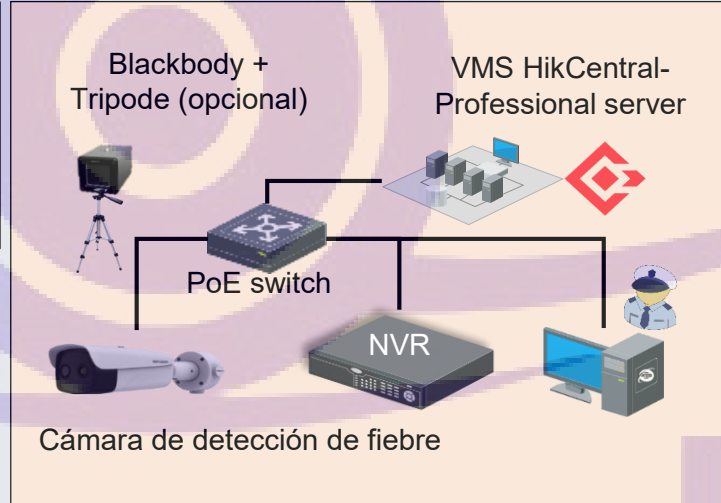 Blackbody +
Tripode (opcional)
VMS HikCentral-
Professional server
PoE switch
NVR
Cámara de detección de fiebre